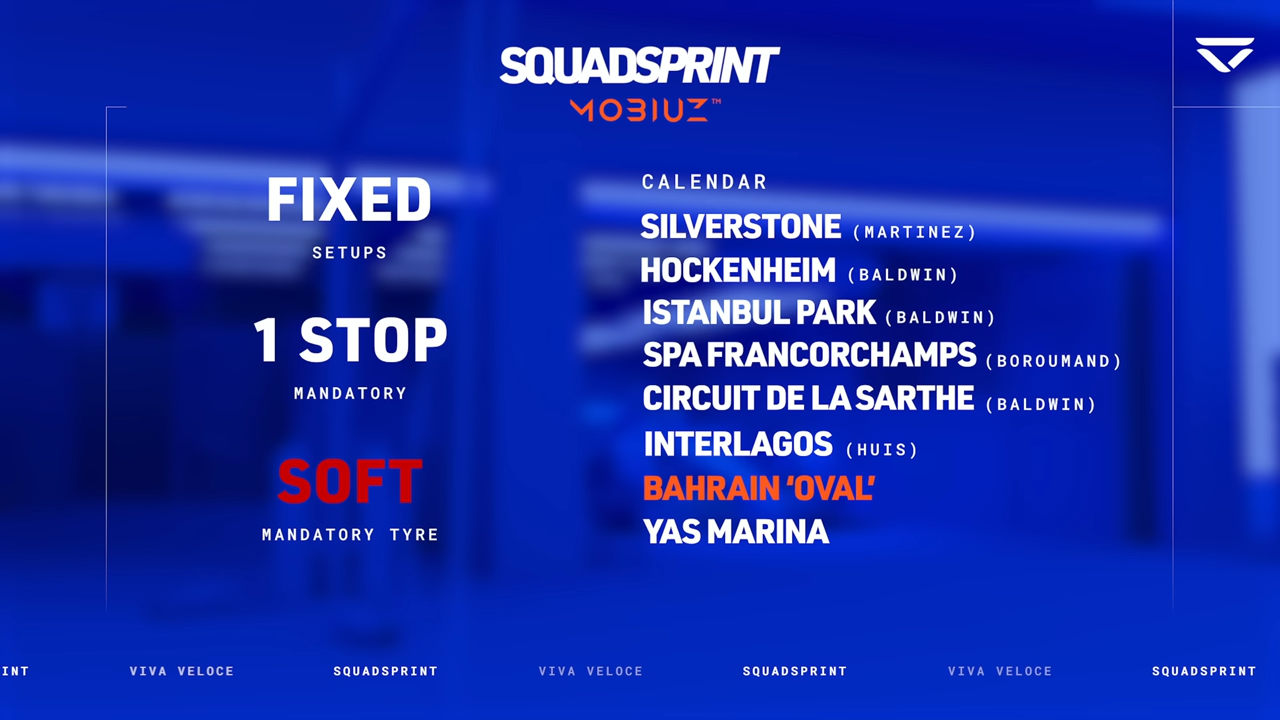 SQUADSPRINT
MOBIUZ™
FIXED
SETUPS
1 STOP
MANDATORY
SOFT
MANDATORY TYRE
CALENDAR
SILVERSTONE (MARTINEZ)
HOCKENHEIM (BALDWIN)
ISTANBUL PARK (BALDWIN)
SPA FRANCORCHAMPS (BOROUMAND)
CIRCUIT DE LA SARTHE (BALDWIN)
INTERLAGOS (HUIS)
BAHRAIN ‘OVAL’
YAS MARINA
INT VIVA VELOCE SQUADSPRINT VIVA VELOCE SQUADSPRINT VIVA VELOCE SQUADSPRINT